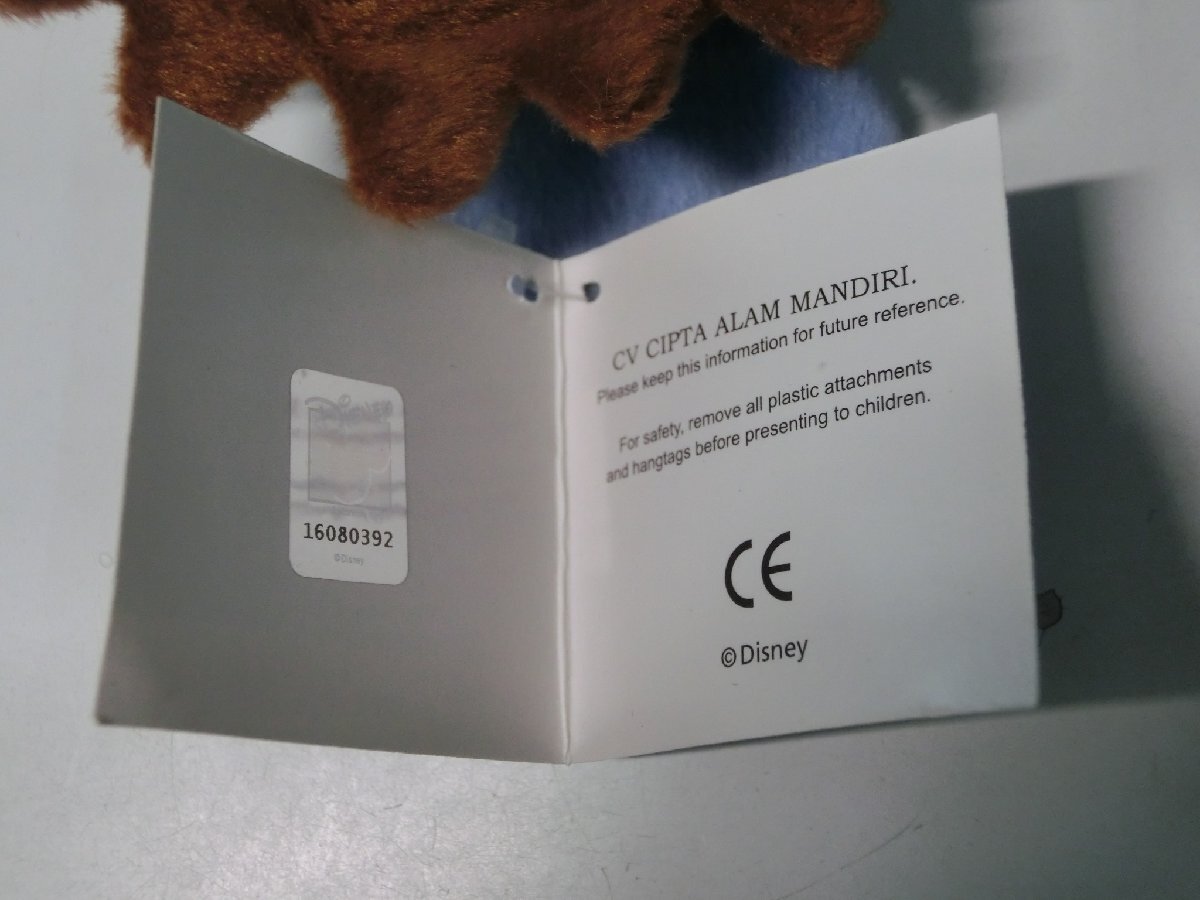 Disney
16080392
©Disney
CV CIPTA ALAM MANDIRI.
Please keep this information for future reference.
For safety, remove all plastic attachments
and hangtags before presenting to children.
CE
©Disney